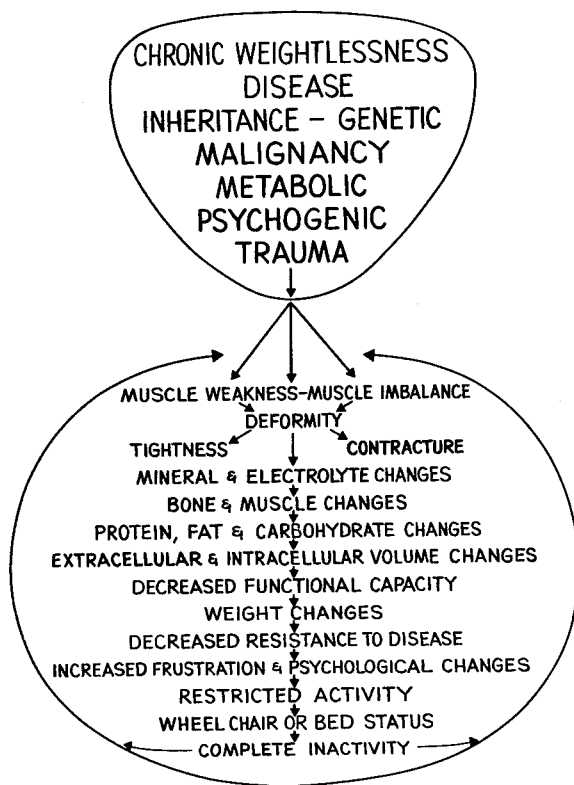 CHRONIC WEIGHTLESSNESS
DISEASE
INHERITANCE - GENETIC
MALIGNANCY
METABOLIC
PSYCHOGENIC
TRAUMA
MUSCLE WEAKNESS-MUSCLE IMBALANCE
DEFORMITY
TIGHTNESS CONTRACTURE
MINERAL & ELECTROLYTE CHANGES
BONE & MUSCLE CHANGES
PROTEIN, FAT & CARBOHYDRATE CHANGES
EXTRACELLULAR & INTRACELLULAR VOLUME CHANGES
DECREASED FUNCTIONAL CAPACITY
WEIGHT CHANGES
DECREASED RESISTANCE TO DISEASE
INCREASED FRUSTRATION & PSYCHOLOGICAL CHANGES
RESTRICTED ACTIVITY
WHEEL CHAIR OR BED STATUS
COMPLETE INACTIVITY